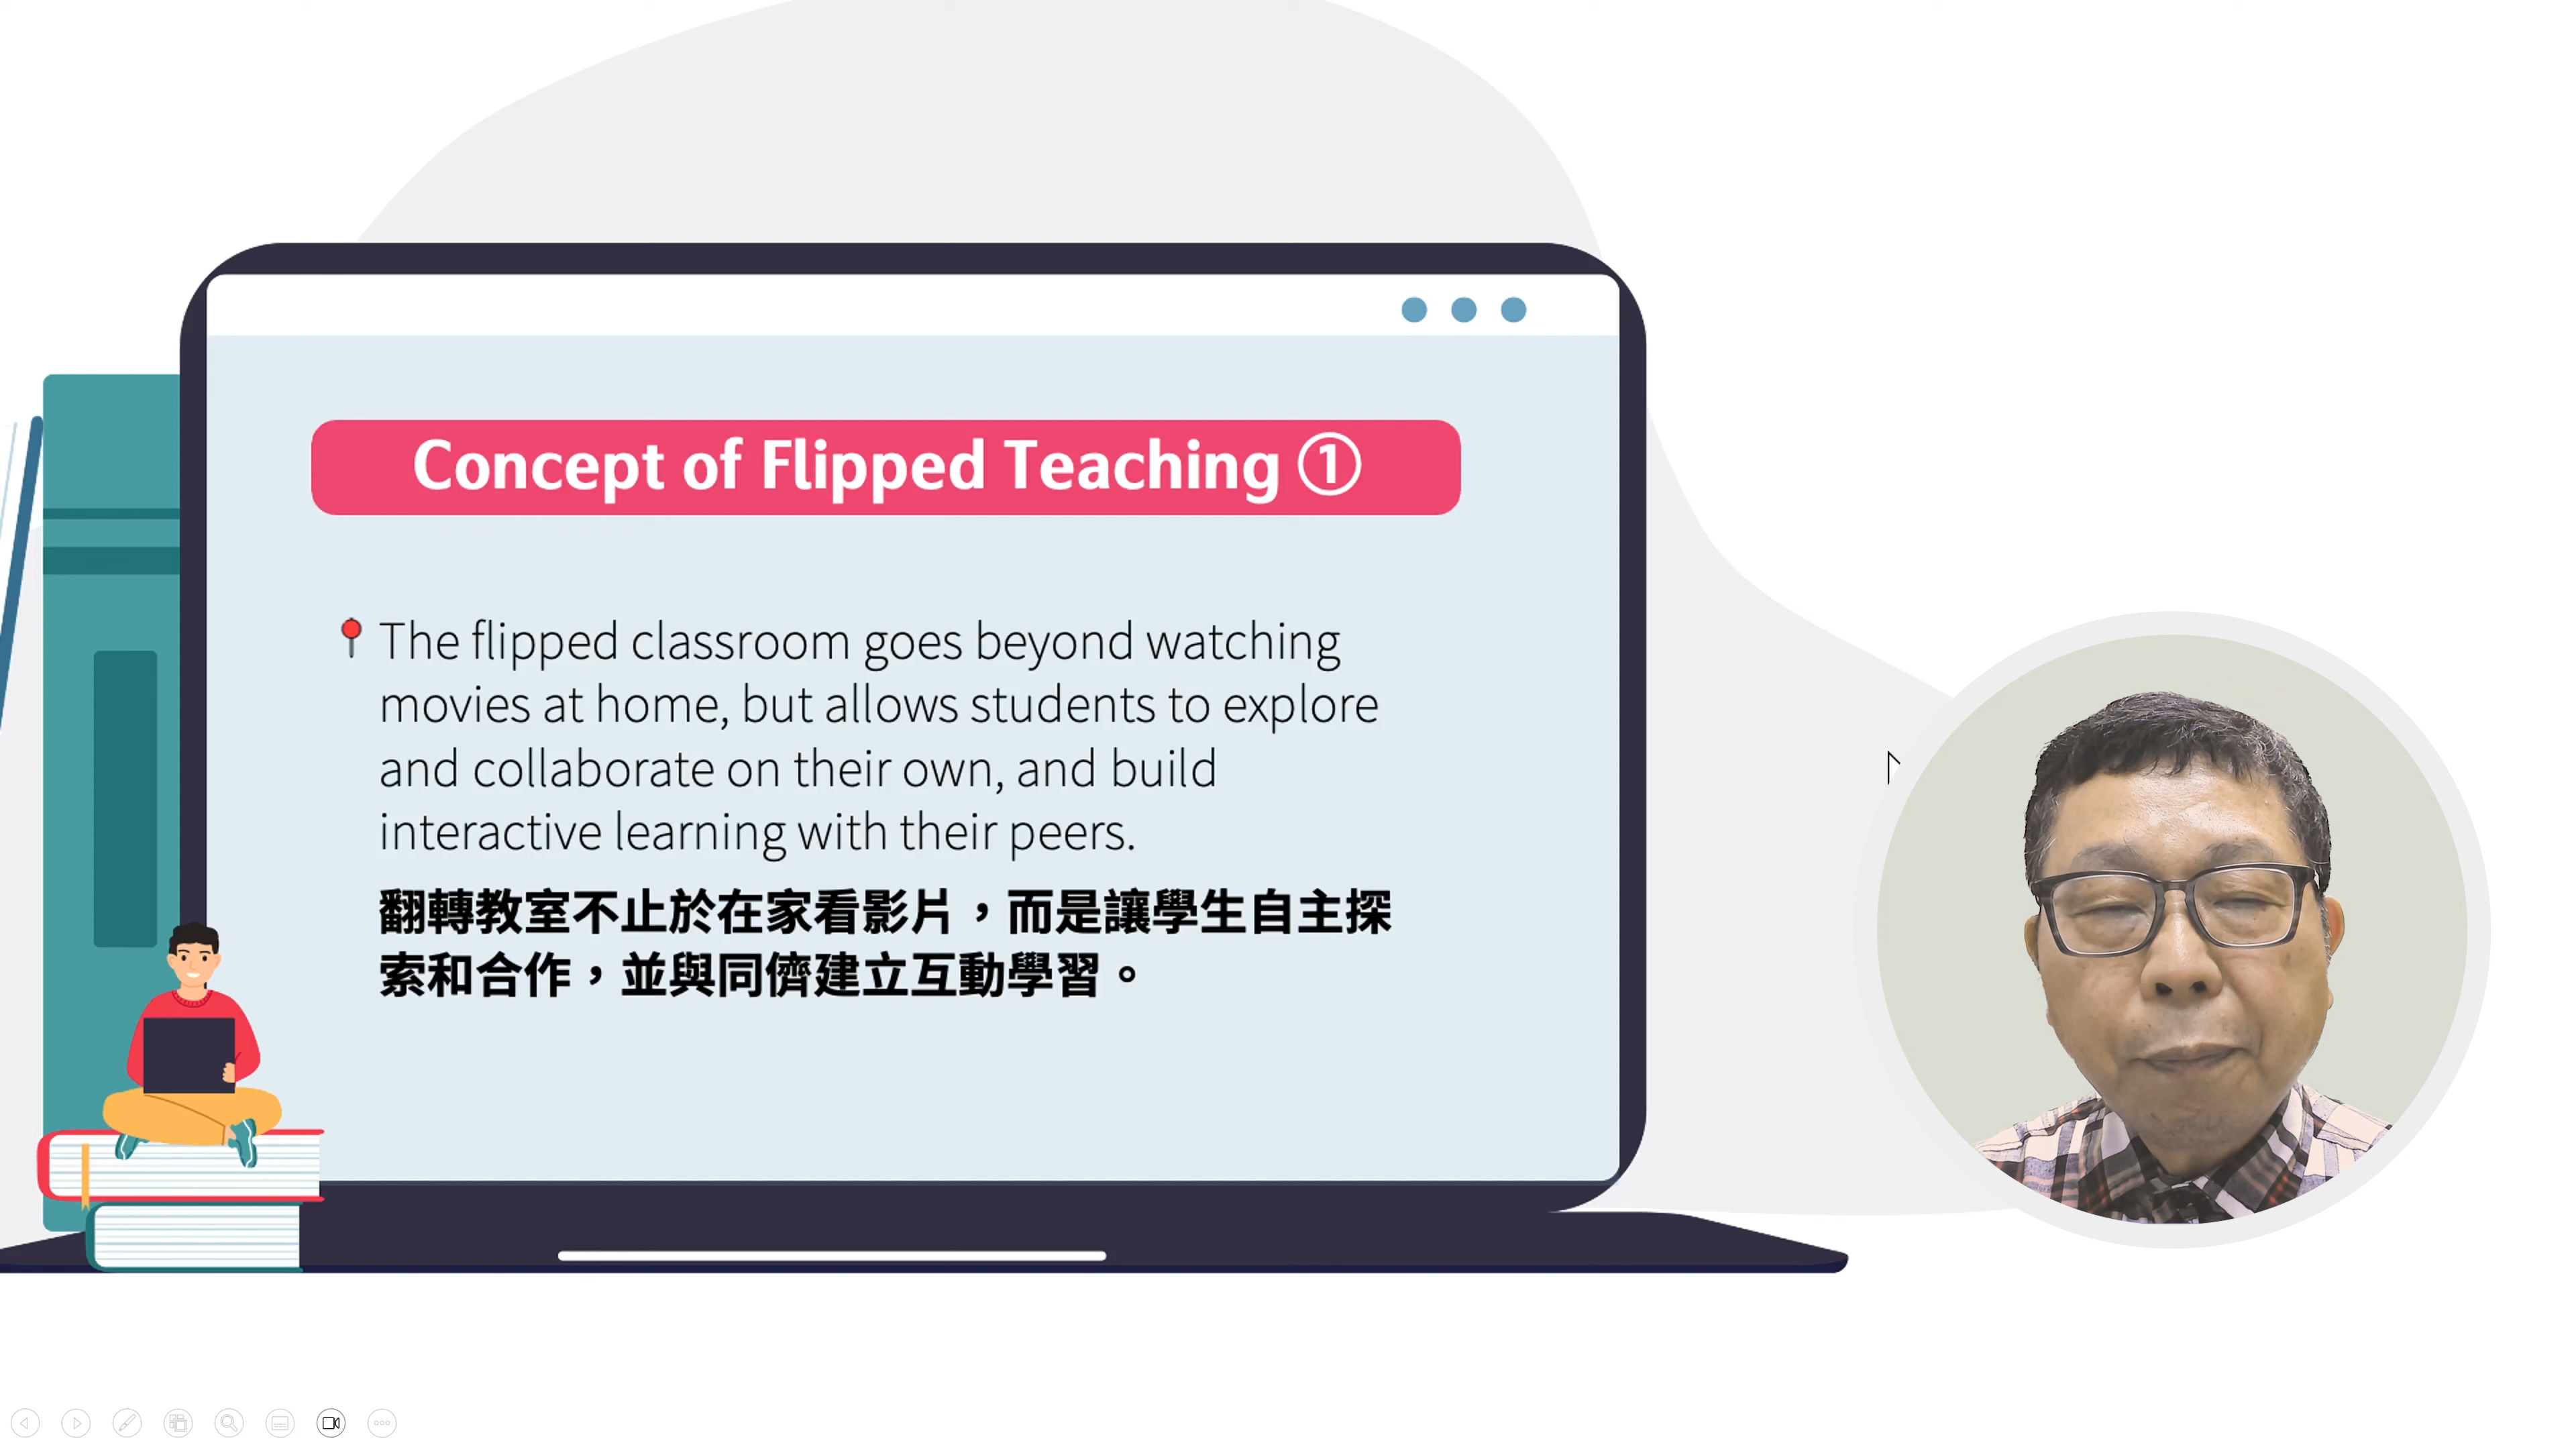 Concept of Flipped Teaching ①
The flipped classroom goes beyond watching
movies at home, but allows students to explore
and collaborate on their own, and build
interactive learning with their peers.
翻轉教室不止於在家看影片，而是讓學生自主探
索和合作，並與同儕建立互動學習。